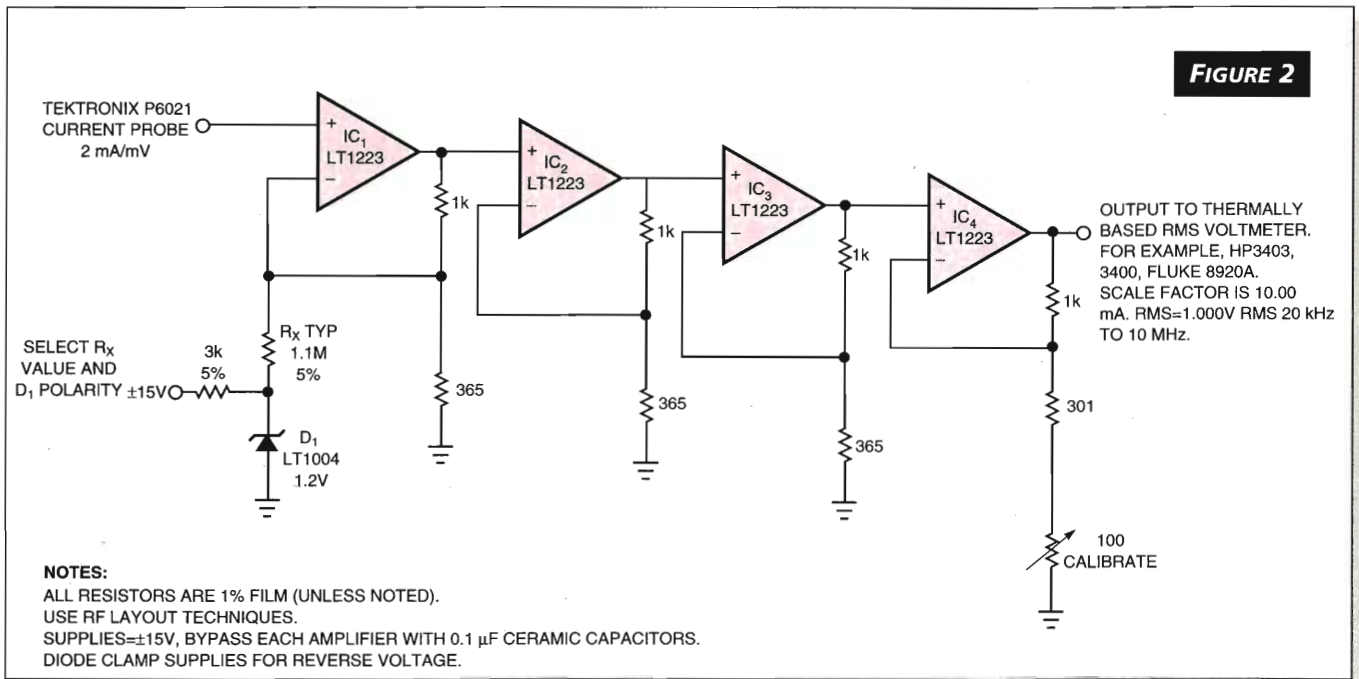 FIGURE 2
TEKTRONIX P6021
CURRENT PROBE
2 mA/mV
+
IC1
LT1223
–
1k
+
IC2
LT1223
–
1k
+
IC3
LT1223
–
1k
+
IC4
LT1223
–
1k
OUTPUT TO THERMALLY
BASED RMS VOLTMETER.
FOR EXAMPLE, HP3403,
3400, FLUKE 8920A.
SCALE FACTOR IS 10.00
mA. RMS=1.000V RMS 20 kHz
TO 10 MHz.
SELECT RX
VALUE AND
D1 POLARITY ±15V
3k
5%
RX TYP
1.1M
5%
365
365
365
301
D1
LT1004
1.2V
100
CALIBRATE
NOTES:
ALL RESISTORS ARE 1% FILM (UNLESS NOTED).
USE RF LAYOUT TECHNIQUES.
SUPPLIES=±15V, BYPASS EACH AMPLIFIER WITH 0.1 µF CERAMIC CAPACITORS.
DIODE CLAMP SUPPLIES FOR REVERSE VOLTAGE.